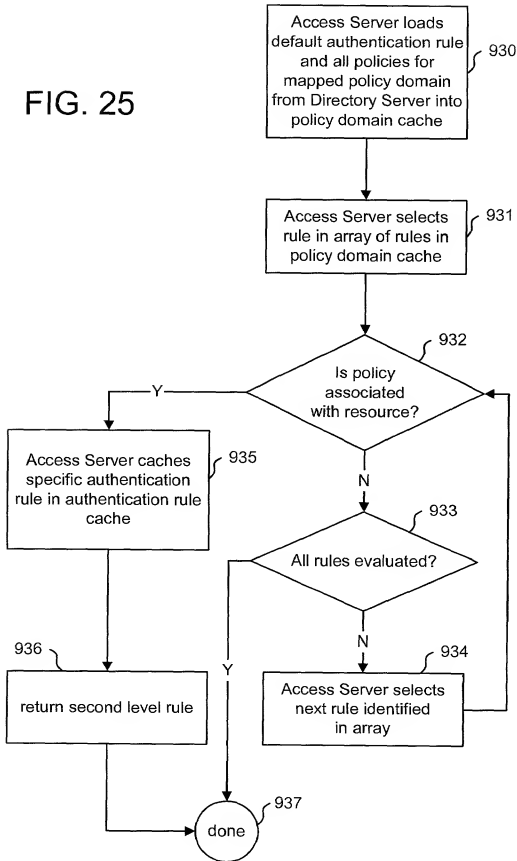 FIG. 25
Access Server loads
default authentication rule
and all policies for
mapped policy domain
from Directory Server into
policy domain cache
930
Access Server selects
rule in array of rules in
policy domain cache
931
932
Is policy
associated
with resource?
Y
N
Access Server caches
specific authentication
rule in authentication rule
cache
935
933
All rules evaluated?
Y
N
936
return second level rule
934
Access Server selects
next rule identified
in array
937
done